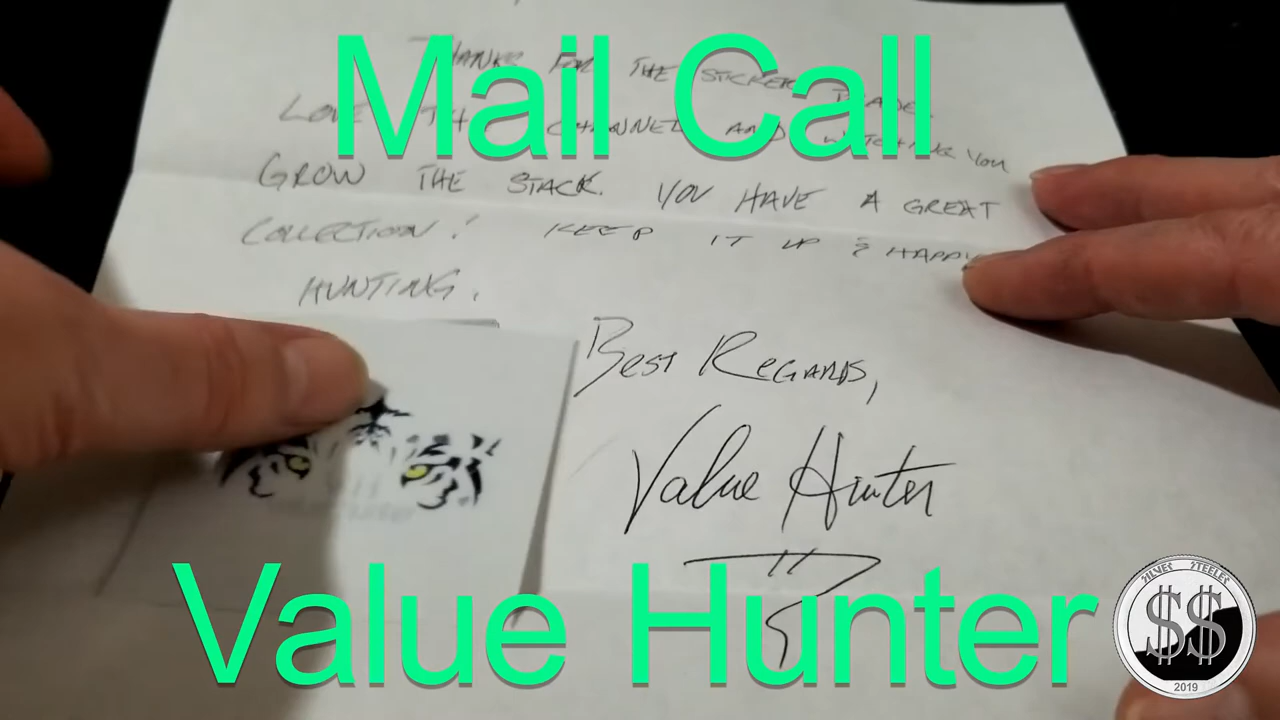 Mail Call
THANKS FOR THE STICKER TRADE.
LOVE THE CHANNEL AND WATCHING YOU
GROW THE STACK. YOU HAVE A GREAT
COLLECTION! KEEP IT UP & HAPPY
HUNTING.
BEST REGARDS,
Value Hunter
Value Hunter
SILVER STEELER
$$
2019